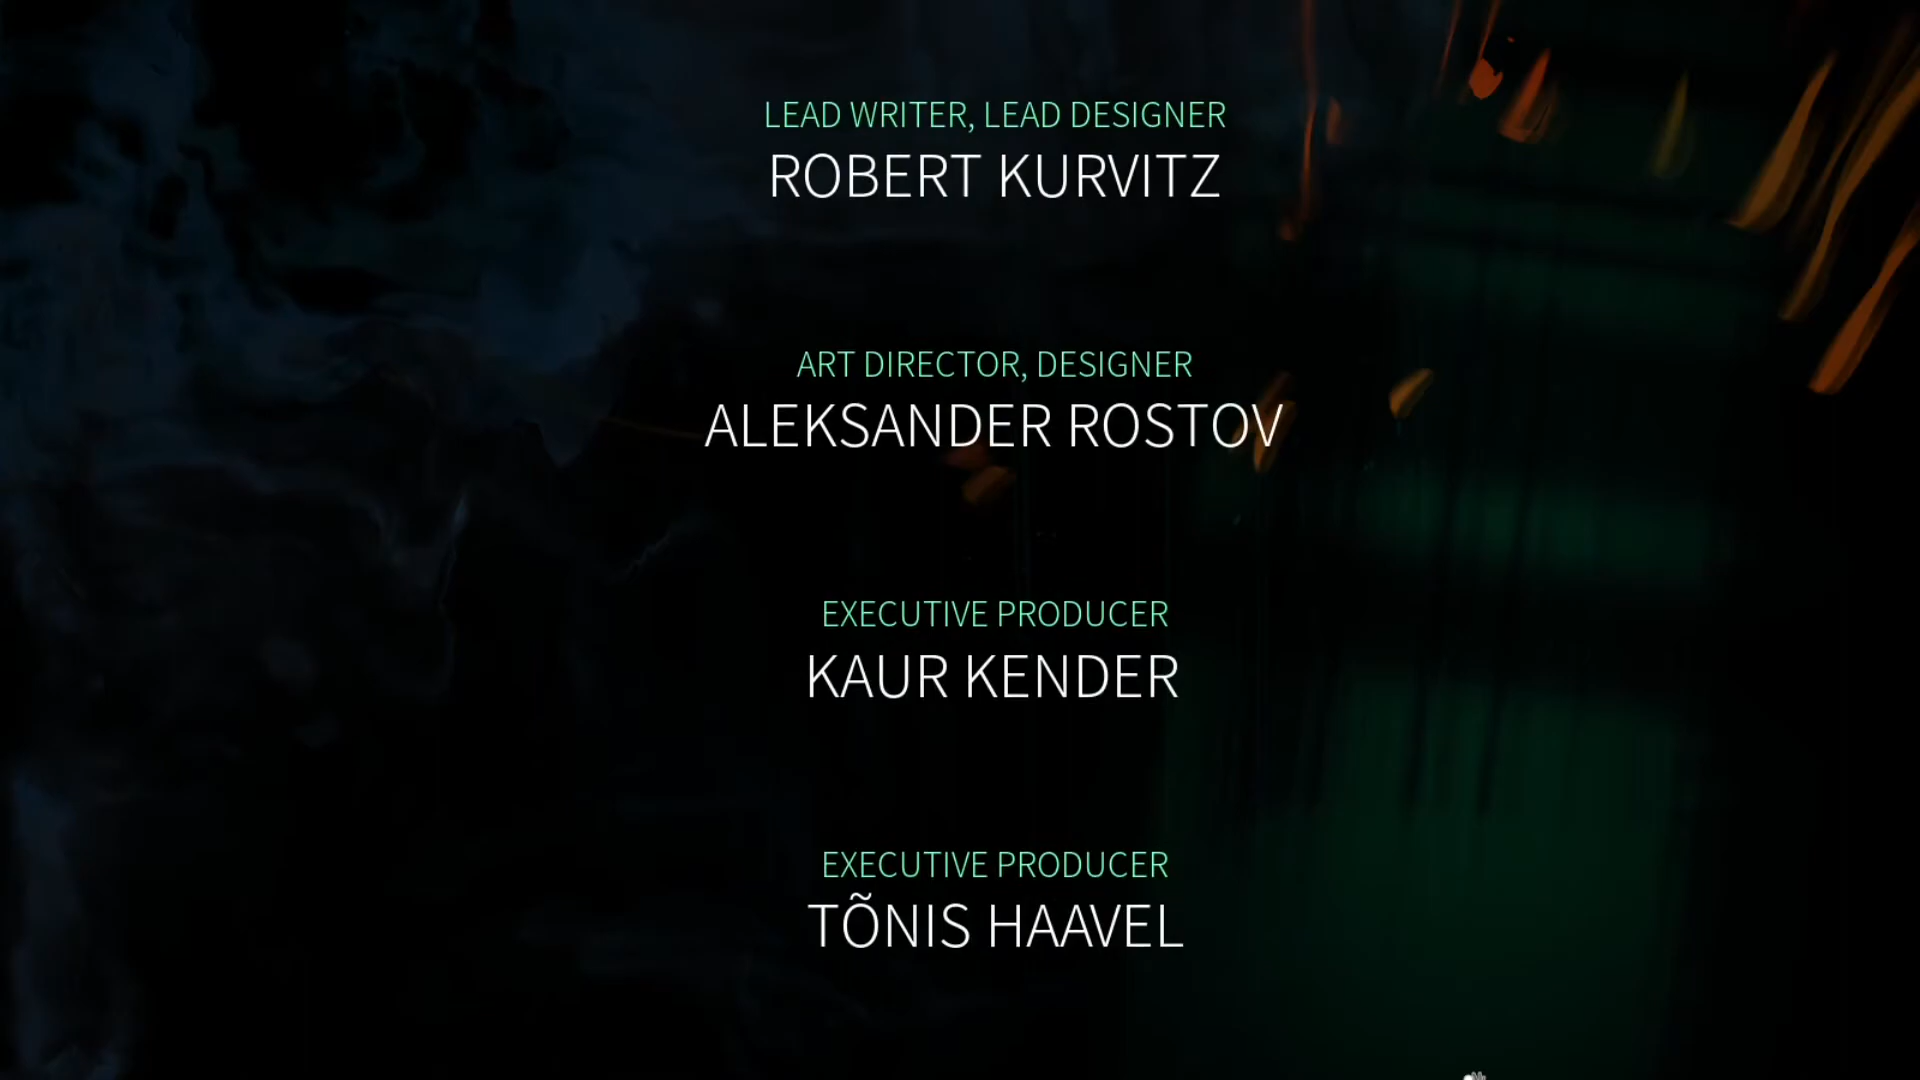 LEAD WRITER, LEAD DESIGNER
ROBERT KURVITZ
ART DIRECTOR, DESIGNER
ALEKSANDER ROSTOV
EXECUTIVE PRODUCER
KAUR KENDER
EXECUTIVE PRODUCER
TÕNIS HAAVEL